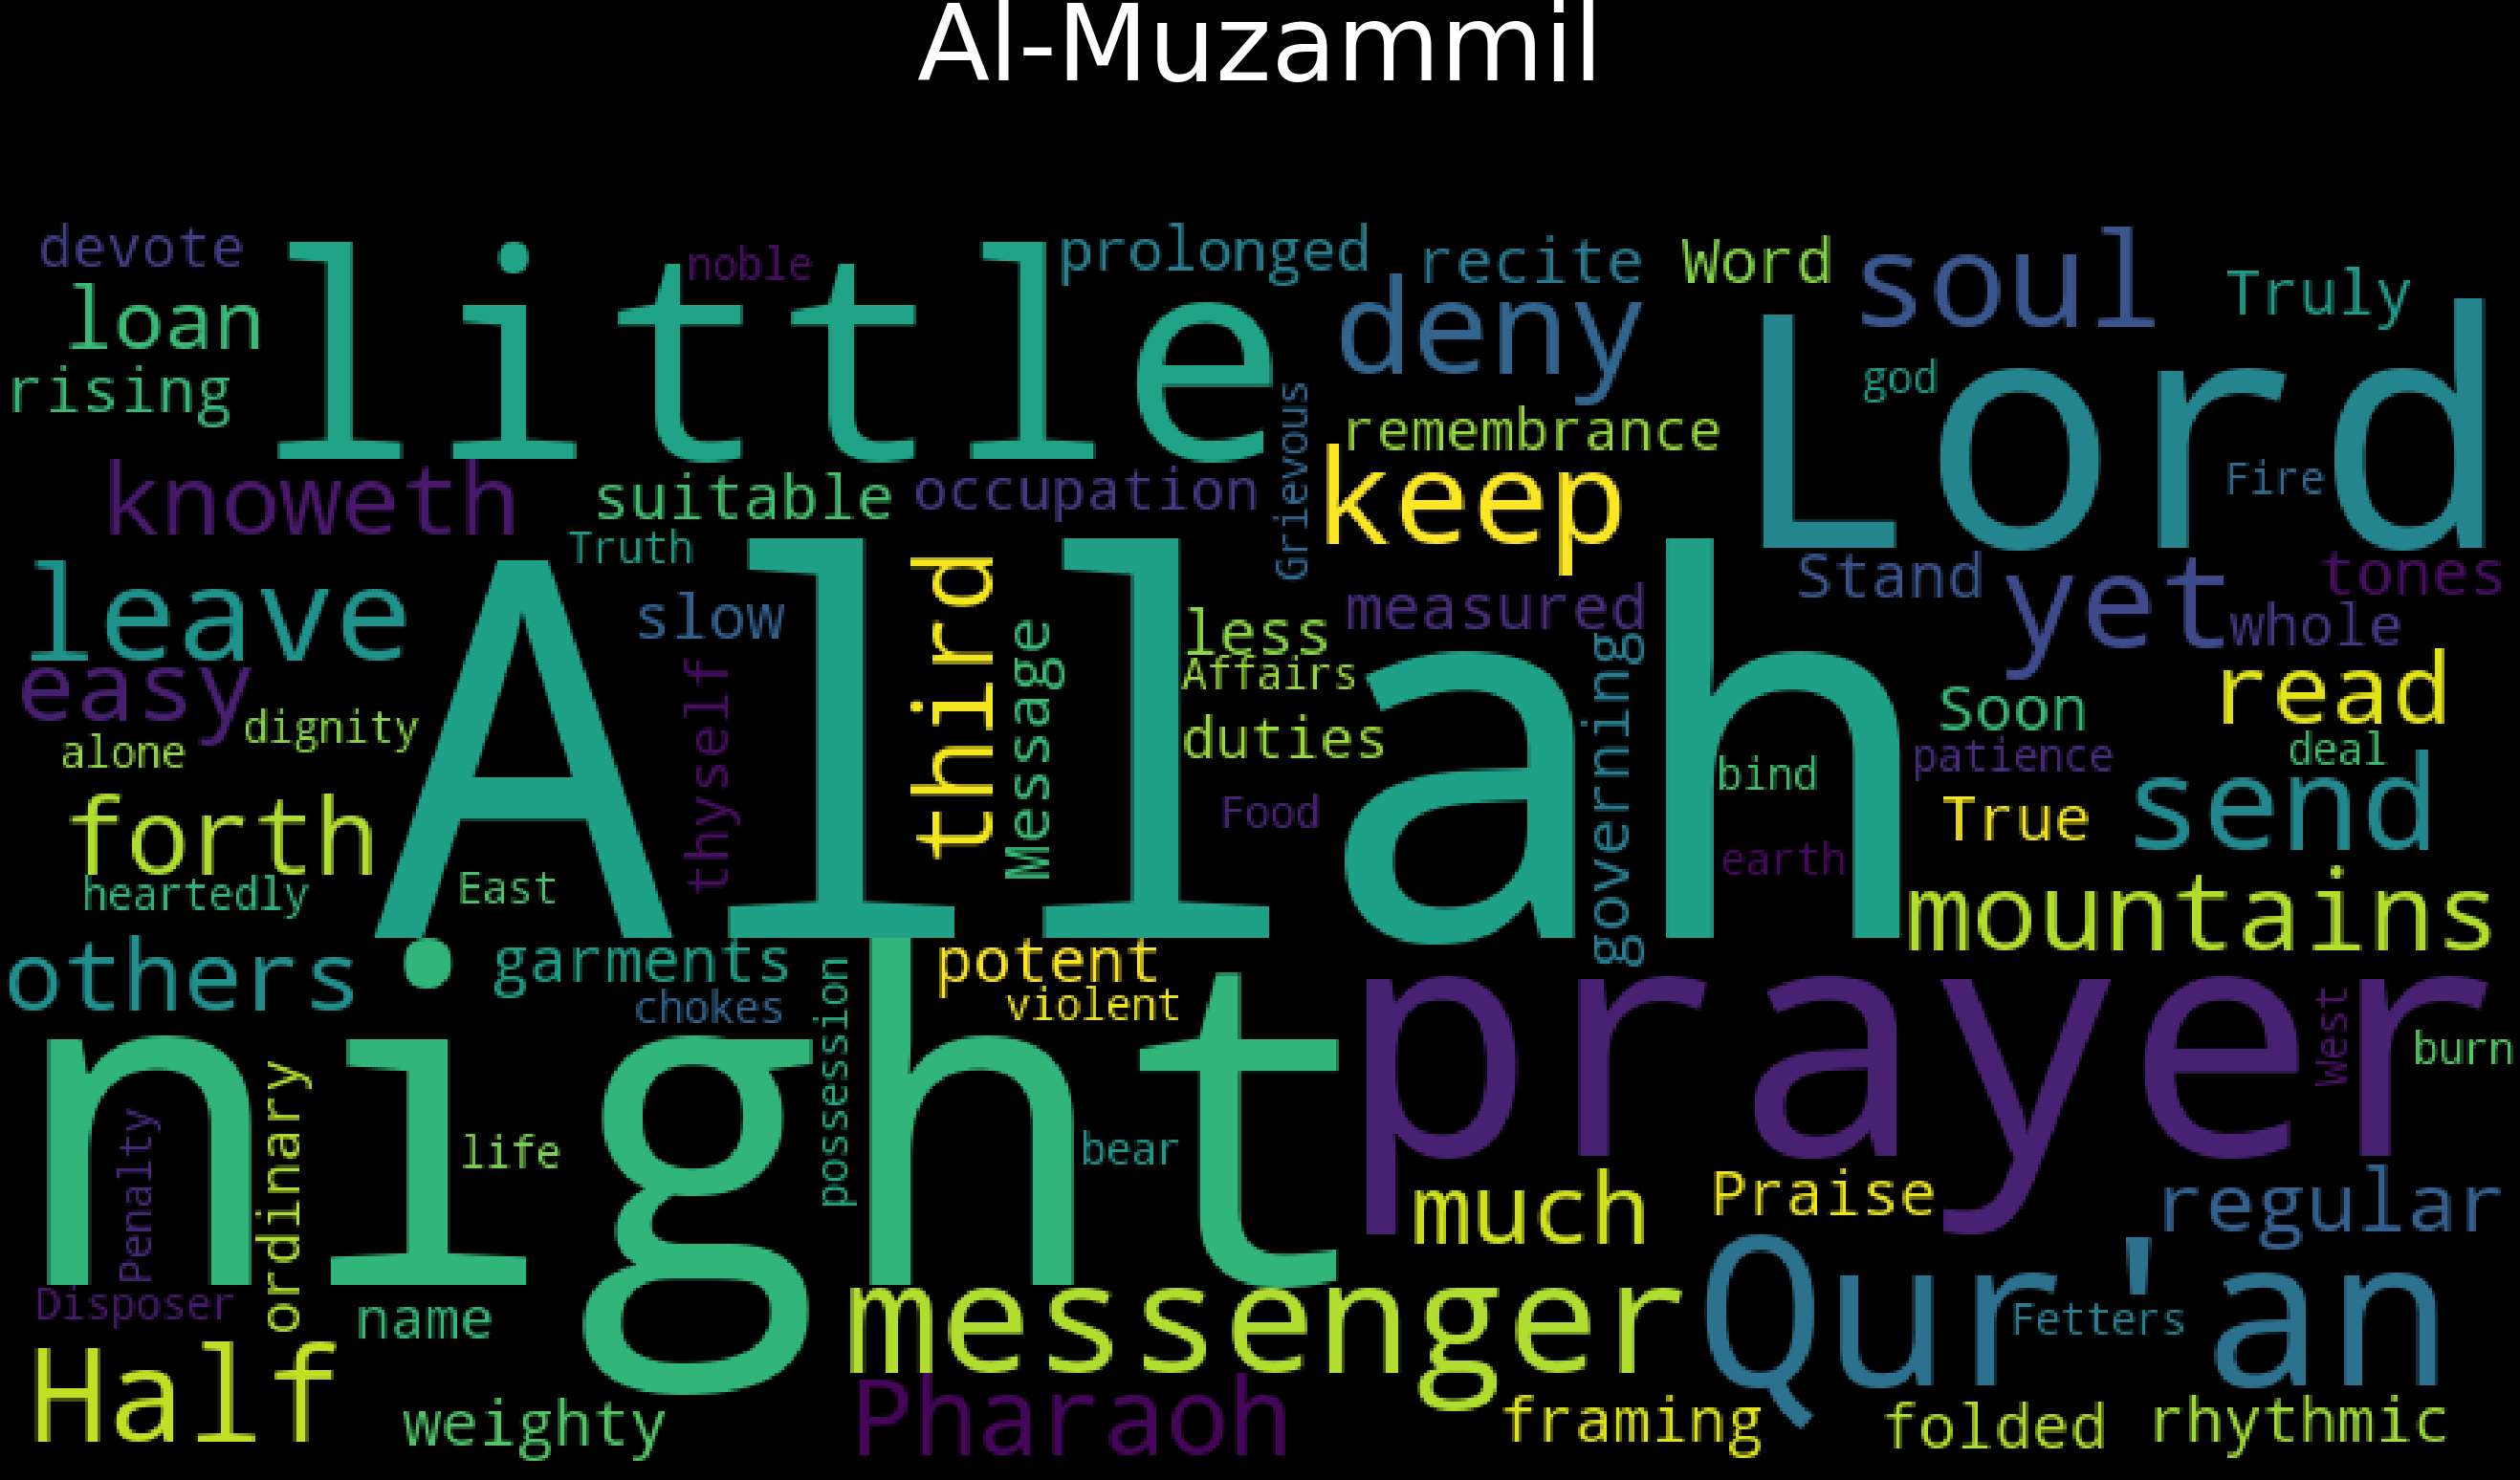 Al-Muzammil
devote
little
noble
prolonged
recite
Word
soul
Truly
loan
deny
Lord
rising
god
Grievous
remembrance
knoweth
suitable
occupation
keep
Fire
Truth
Allah
third
Stand
yet
tones
leave
slow
Message
less
measured
whole
easy
thyself
Affairs
governing
read
dignity
alone
duties
Soon
patience
deal
bind
forth
Food
True
send
heartedly
East
earth
mountains
others
garments
potent
prayer
chokes
possession
violent
night
West
burn
Penalty
ordinary
life
bear
much
Praise
regular
Disposer
name
messenger
Qur'an
Fetters
Half
weighty
Pharaoh
framing
folded
rhythmic